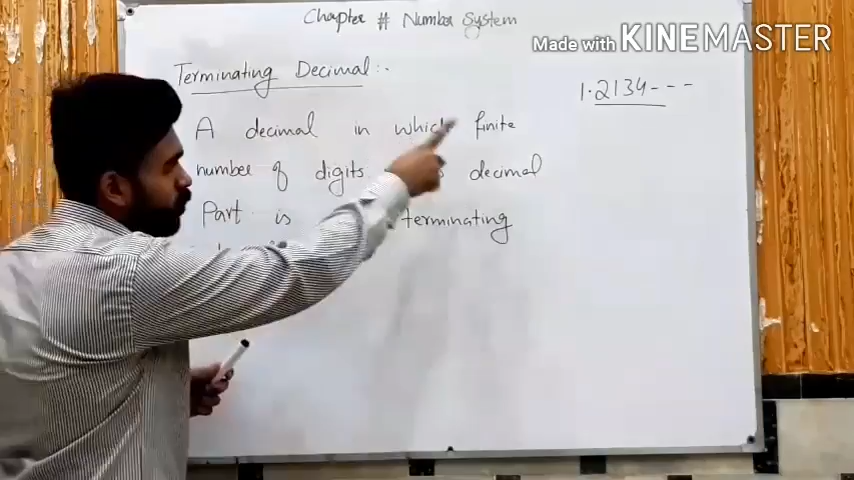 Chapter # Number System
Made with KINEMASTER
Terminating Decimal :-
1.2134---
A decimal in which finite
number of digits decimal
Part is terminating